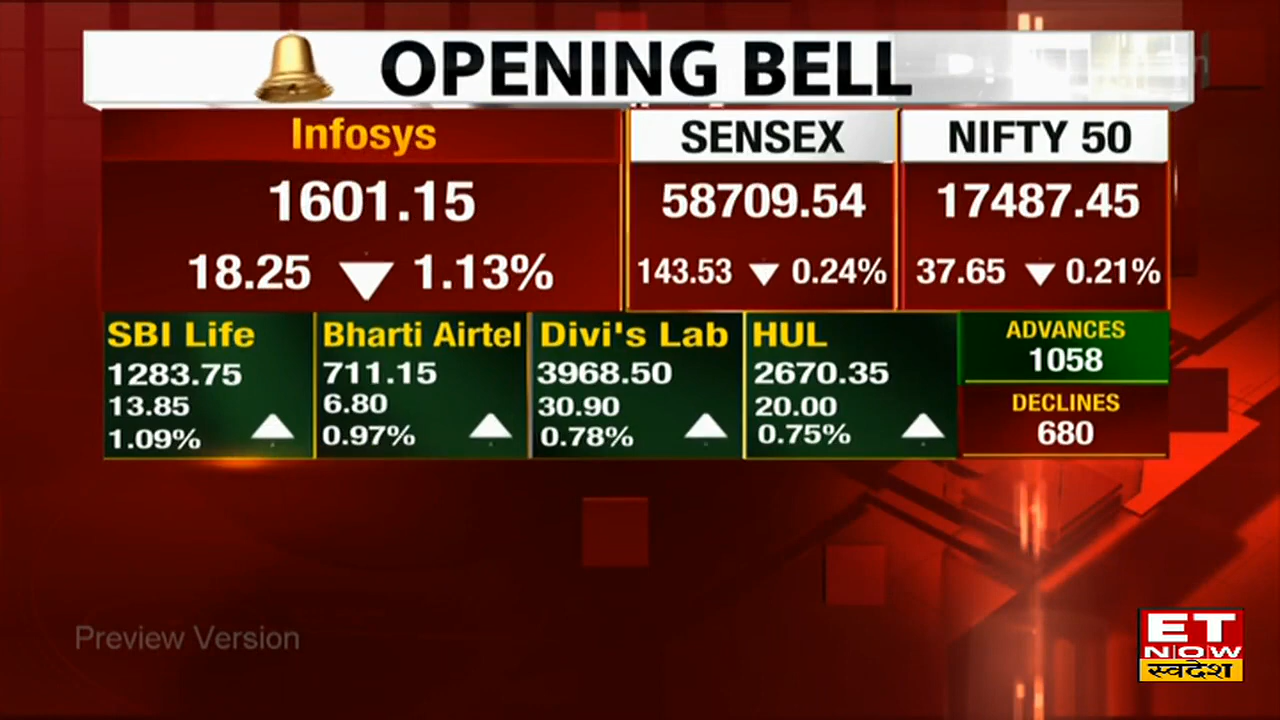 OPENING BELL
Infosys
1601.15
18.25 ▼ 1.13%
SENSEX
58709.54
143.53 ▼ 0.24%
NIFTY 50
17487.45
37.65 ▼ 0.21%
SBI Life
1283.75
13.85
1.09% ▲
Bharti Airtel
711.15
6.80
0.97% ▲
Divi's Lab
3968.50
30.90
0.78% ▲
HUL
2670.35
20.00
0.75% ▲
ADVANCES
1058
DECLINES
680
Preview Version
ET
NOW
स्वदेश